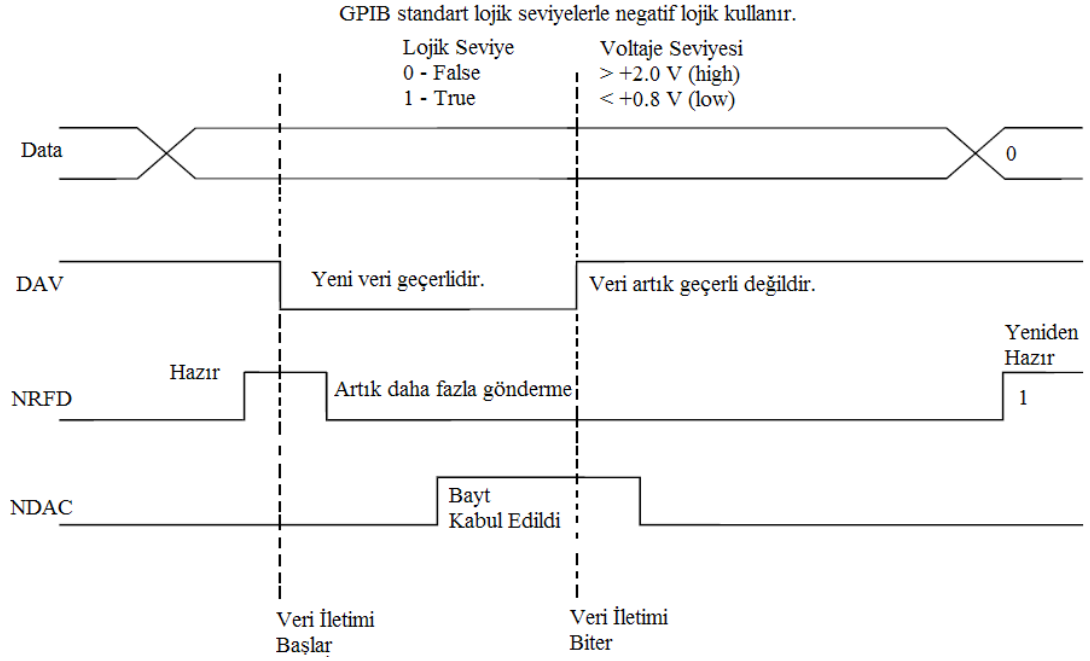 GPIB standart lojik seviyelerle negatif lojik kullanır.
Lojik Seviye
0 - False
1 - True
Voltaje Seviyesi
> +2.0 V (high)
< +0.8 V (low)
Data
0
DAV
Yeni veri geçerlidir.
Veri artık geçerli değildir.
Yeniden
Hazır
Hazır
NRFD
Artık daha fazla gönderme
1
NDAC
Bayt
Kabul Edildi
Veri İletimi
Başlar
Veri İletimi
Biter